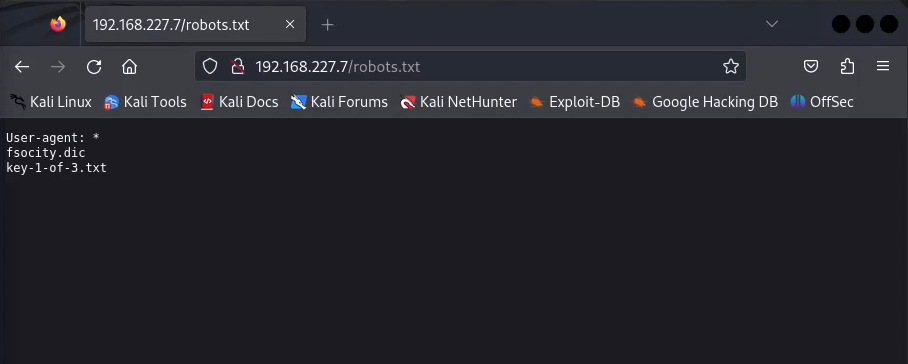 192.168.227.7/robots.txt
192.168.227.7/robots.txt
Kali Linux Kali Tools Kali Docs Kali Forums Kali NetHunter Exploit-DB Google Hacking DB OffSec
User-agent: *
fsocity.dic
key-1-of-3.txt